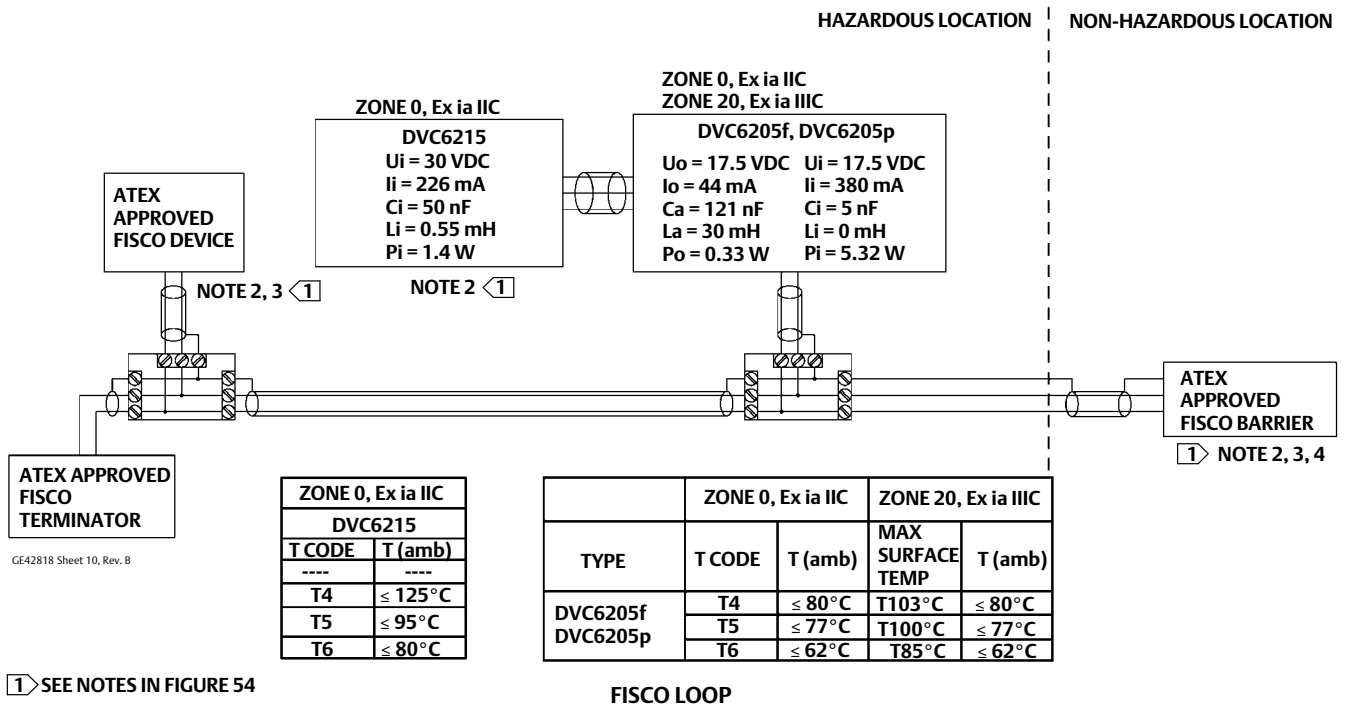 HAZARDOUS LOCATION
NON-HAZARDOUS LOCATION
ZONE 0, Ex ia IIC
ZONE 20, Ex ia IIIC
ZONE 0, Ex ia IIC
DVC6215
Ui = 30 VDC
Ii = 226 mA
Ci = 50 nF
Li = 0.55 mH
Pi = 1.4 W
NOTE 2 1
DVC6205f, DVC6205p
Uo = 17.5 VDC Ui = 17.5 VDC
Io = 44 mA Ii = 380 mA
Ca = 121 nF Ci = 5 nF
La = 30 mH Li = 0 mH
Po = 0.33 W Pi = 5.32 W
ATEX
APPROVED
FISCO DEVICE
NOTE 2, 3 1
ATEX
APPROVED
FISCO BARRIER
1 NOTE 2, 3, 4
ATEX APPROVED
FISCO
TERMINATOR
GE42818 Sheet 10, Rev. B
ZONE 0, Ex ia IIC
DVC6215
T CODE T (amb)
---- ----
T4 ≤ 125°C
T5 ≤ 95°C
T6 ≤ 80°C
ZONE 0, Ex ia IIC ZONE 20, Ex ia IIIC
TYPE T CODE T (amb) MAX SURFACE TEMP T (amb)
DVC6205f
DVC6205p
T4 ≤ 80°C T103°C ≤ 80°C
T5 ≤ 77°C T100°C ≤ 77°C
T6 ≤ 62°C T85°C ≤ 62°C
1 SEE NOTES IN FIGURE 54
FISCO LOOP